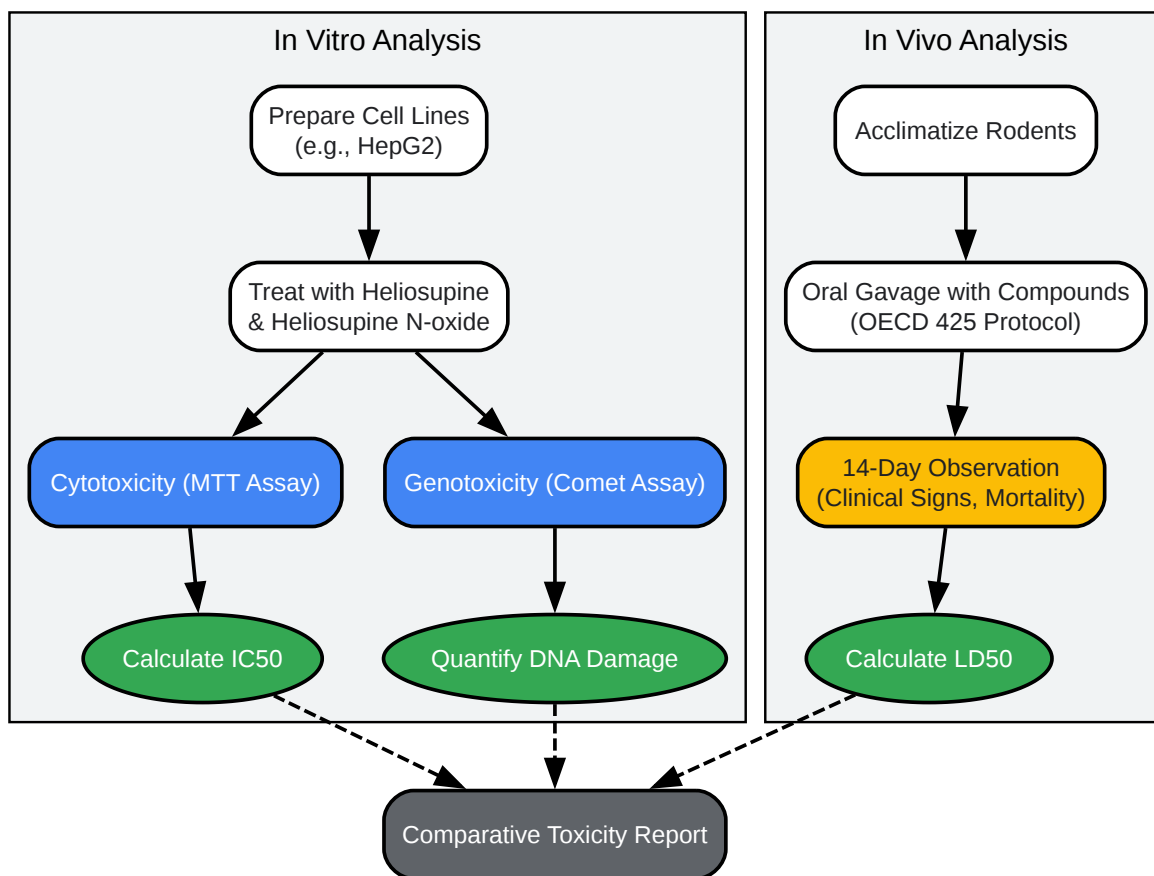 In Vitro Analysis
Prepare Cell Lines
(e.g., HepG2)
Treat with Heliosupine
& Heliosupine N-oxide
Cytotoxicity (MTT Assay)
Genotoxicity (Comet Assay)
Calculate IC50
Quantify DNA Damage
In Vivo Analysis
Acclimatize Rodents
Oral Gavage with Compounds
(OECD 425 Protocol)
14-Day Observation
(Clinical Signs, Mortality)
Calculate LD50
Comparative Toxicity Report